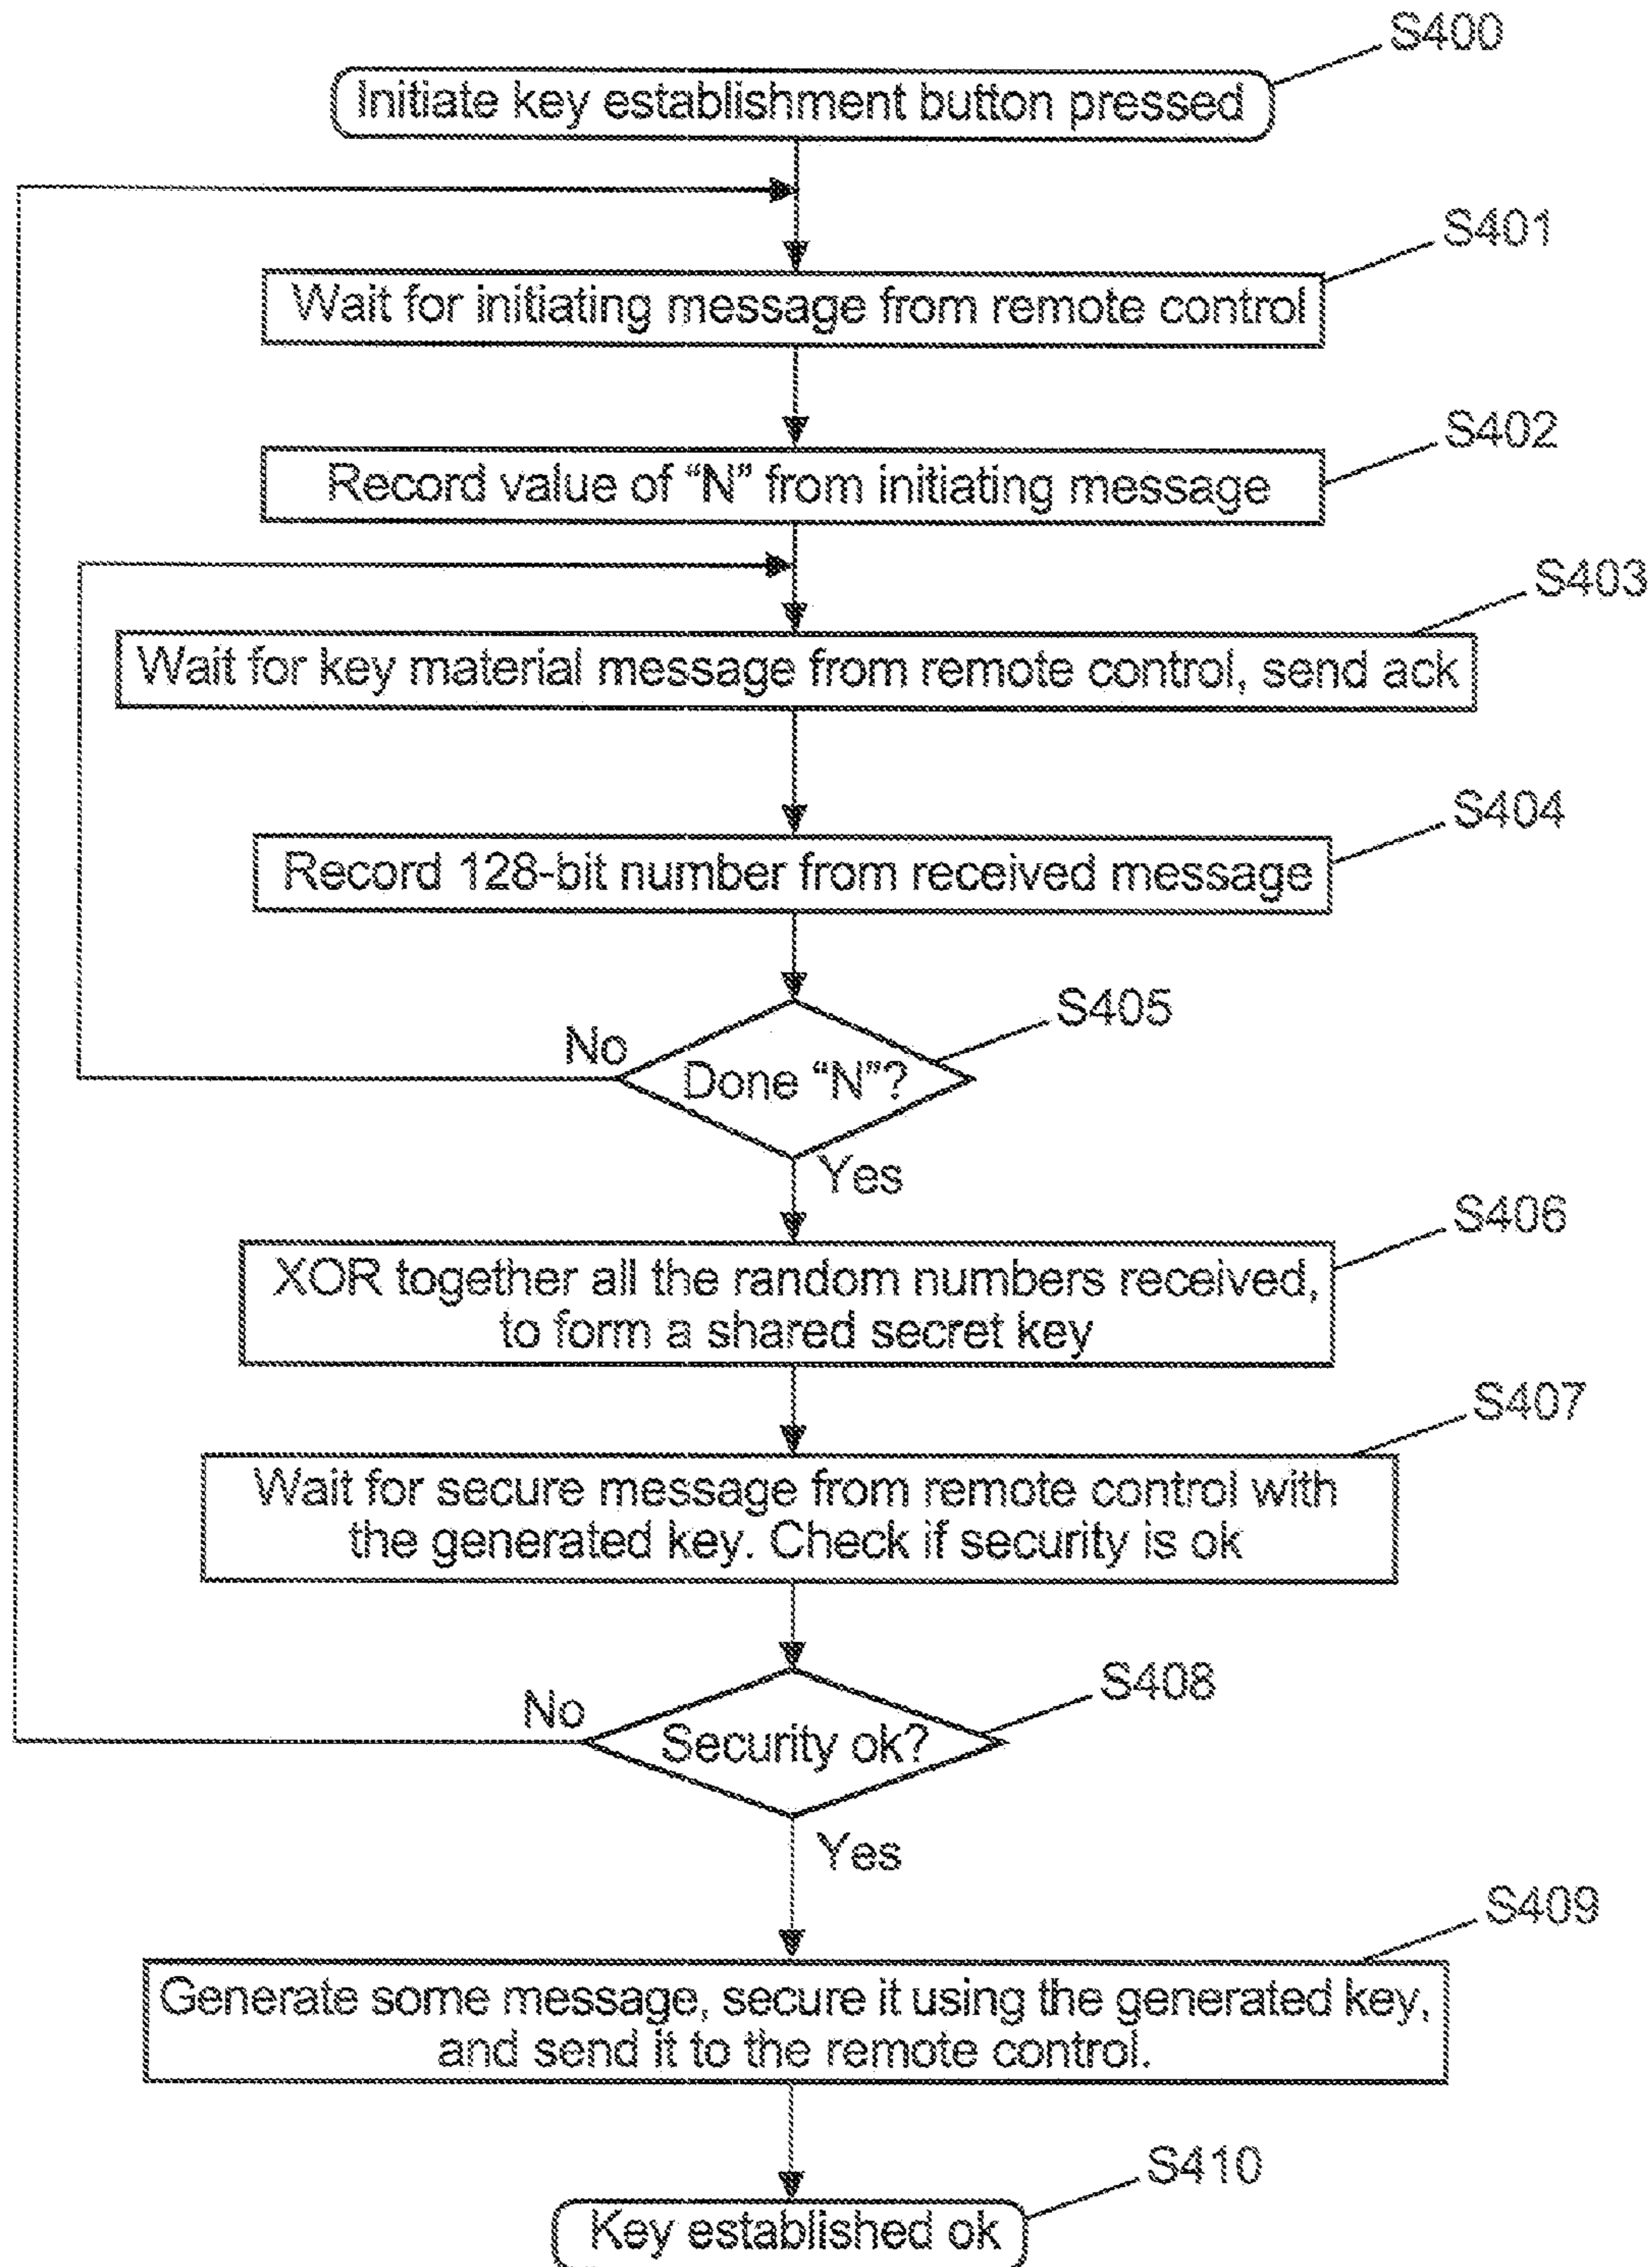 S400
Initiate key establishment button pressed
S401
Wait for initiating message from remote control
S402
Record value of “N” from initiating message
S403
Wait for key material message from remote control, send ack
S404
Record 128-bit number from received message
S405
No
Done “N”?
Yes
S406
XOR together all the random numbers received,
to form a shared secret key
S407
Wait for secure message from remote control with
the generated key. Check if security is ok
S408
No
Security ok?
Yes
S409
Generate some message, secure it using the generated key,
and send it to the remote control.
S410
Key established ok